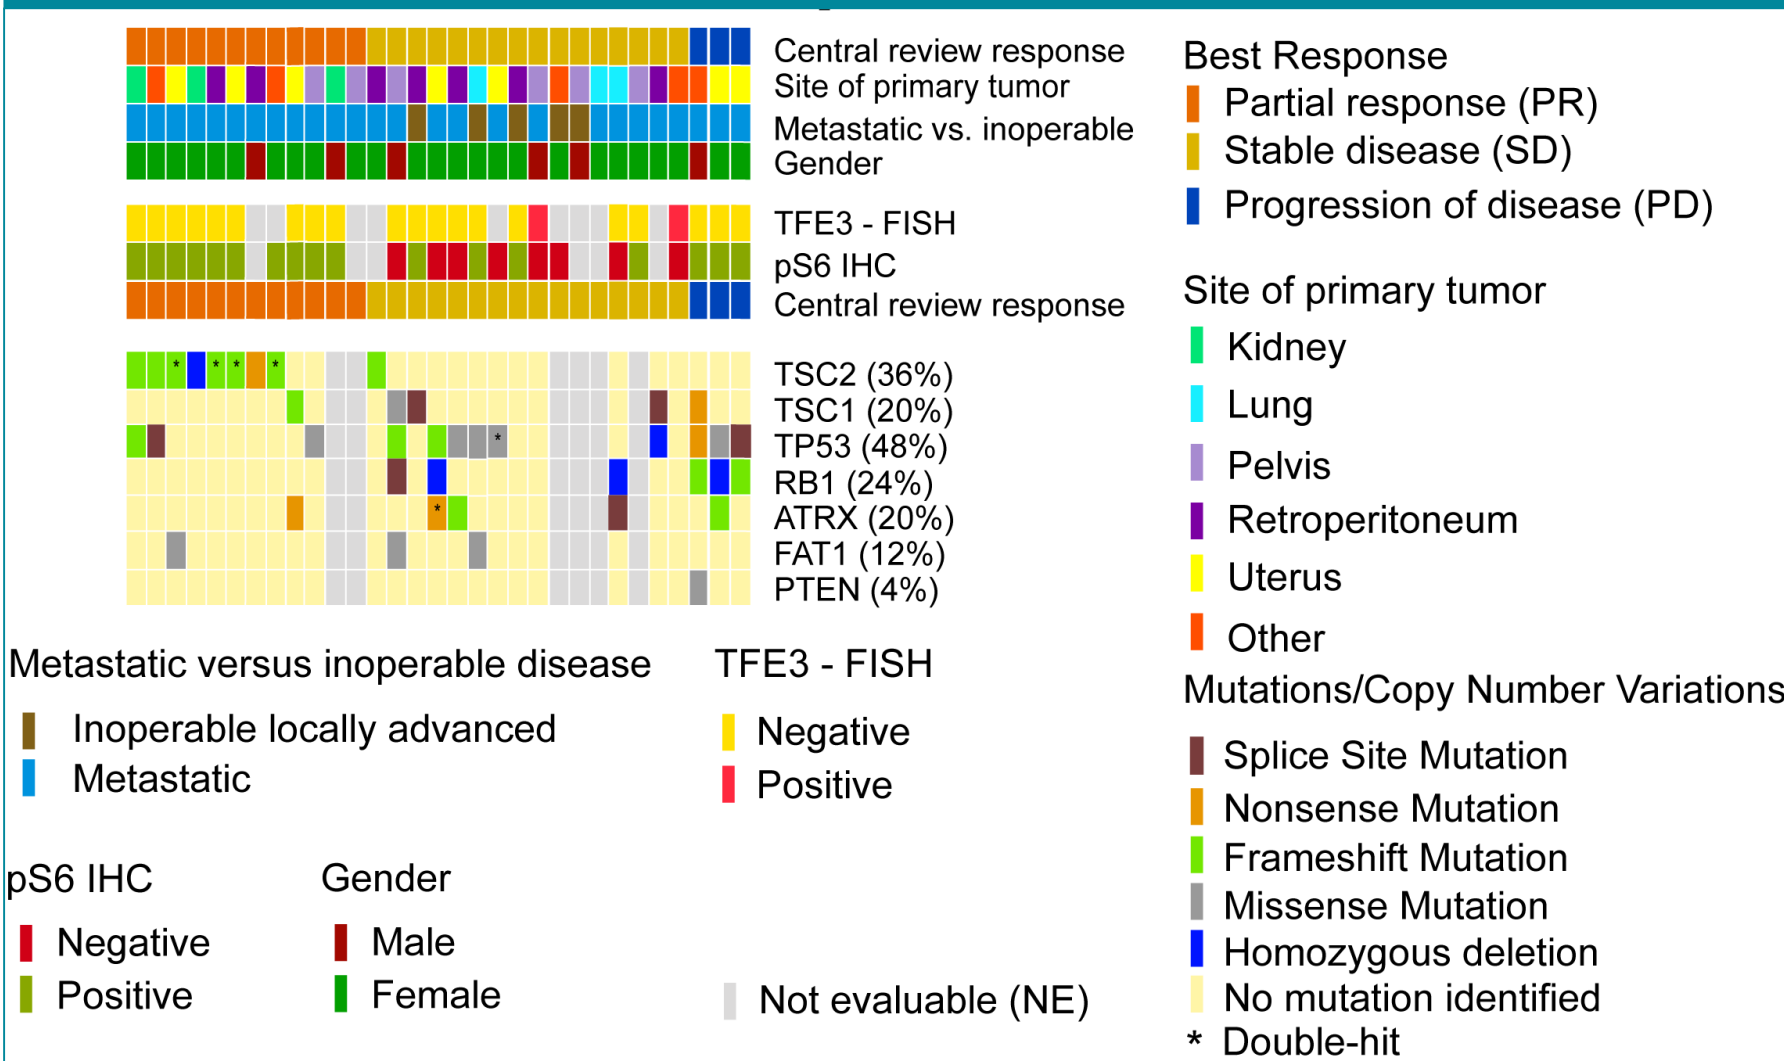 Central review response
Site of primary tumor
Metastatic vs. inoperable
Gender
TFE3 - FISH
pS6 IHC
Central review response
* * * *
TSC2 (36%)
TSC1 (20%)
*
TP53 (48%)
RB1 (24%)
*
ATRX (20%)
FAT1 (12%)
PTEN (4%)
Best Response
Partial response (PR)
Stable disease (SD)
Progression of disease (PD)
Site of primary tumor
Kidney
Lung
Pelvis
Retroperitoneum
Uterus
Other
Mutations/Copy Number Variations
Splice Site Mutation
Nonsense Mutation
Frameshift Mutation
Missense Mutation
Homozygous deletion
No mutation identified
* Double-hit
Metastatic versus inoperable disease
Inoperable locally advanced
Metastatic
TFE3 - FISH
Negative
Positive
pS6 IHC
Negative
Positive
Gender
Male
Female
Not evaluable (NE)